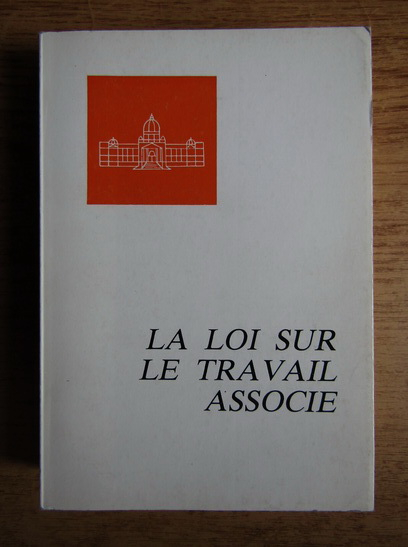 LA LOI SUR
LE TRAVAIL
ASSOCIE